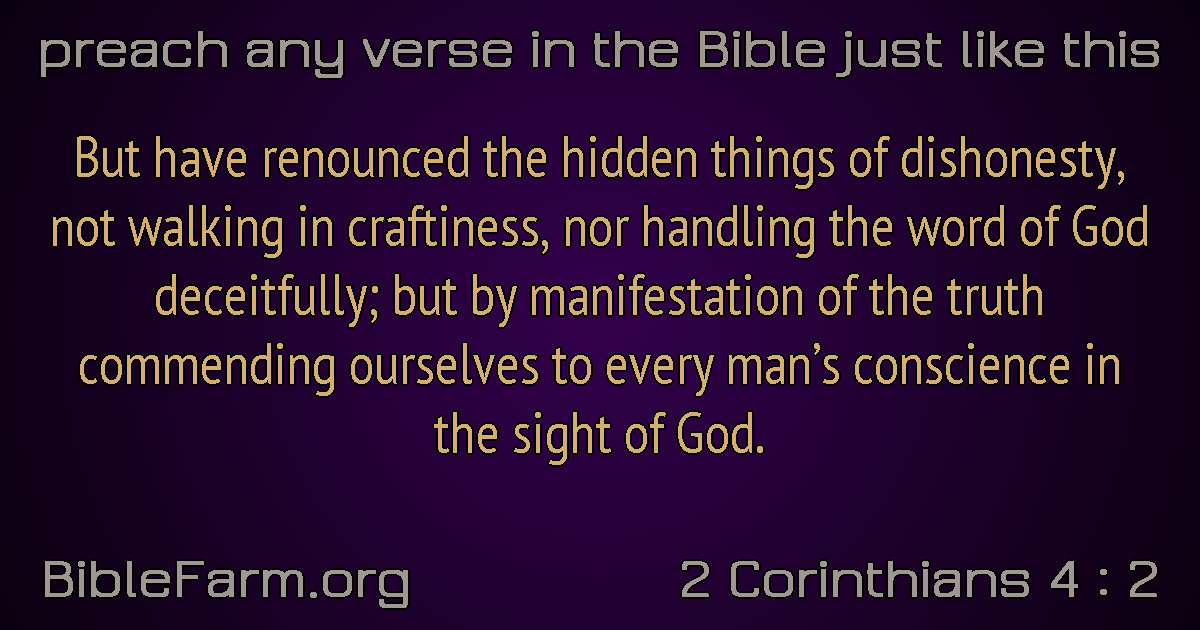 preach any verse in the Bible just like this
But have renounced the hidden things of dishonesty,
not walking in craftiness, nor handling the word of God
deceitfully; but by manifestation of the truth
commending ourselves to every man’s conscience in
the sight of God.
BibleFarm.org
2 Corinthians 4 : 2